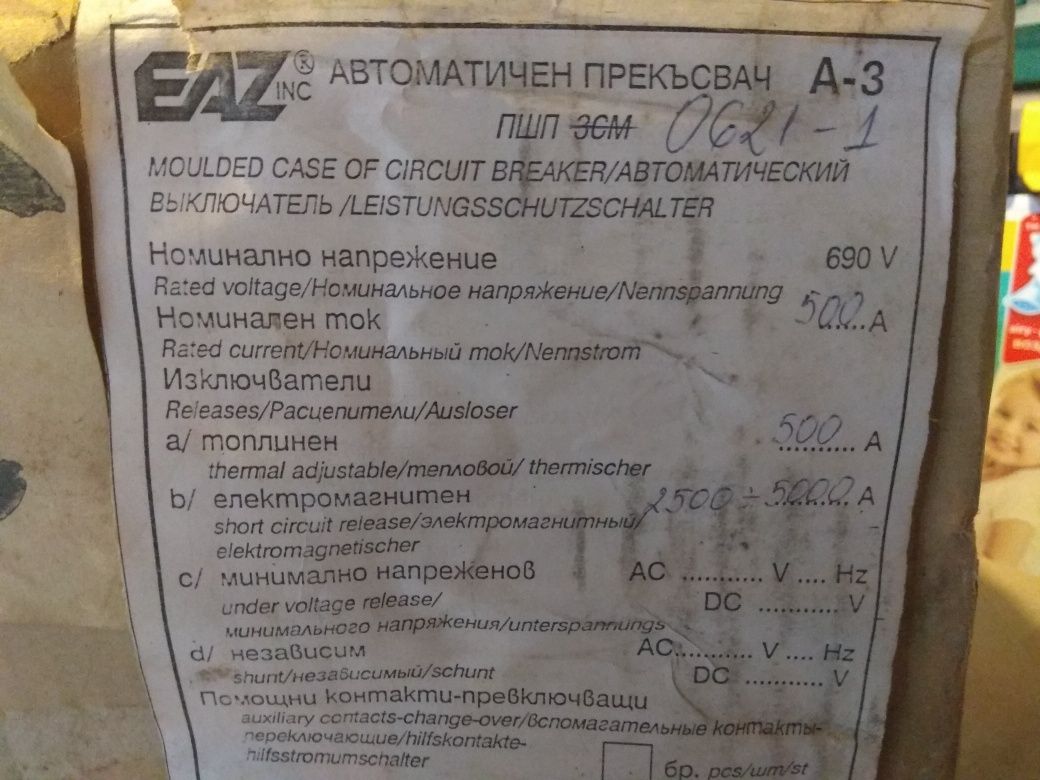 EAZ® INC АВТОМАТИЧЕН ПРЕКЪСВАЧ А-3
ПШП ЗСМ 0621-1
MOULDED CASE OF CIRCUIT BREAKER/АВТОМАТИЧЕСКИЙ
ВЫКЛЮЧАТЕЛЬ /LEISTUNGSSCHUTZSCHALTER
Номинално напрежение 690 V
Rated voltage/Номинальное напряжение/Nennspannung
Номинален ток 500 A
Rated current/Номинальный ток/Nennstrom
Изключватели
Releases/Расцепители/Ausloser
a/ топлинен 500 A
thermal adjustable/тепловой/ thermischer
b/ електромагнитен 2500 ÷ 5000 A
short circuit release/электромагнитный/
elektromagnetischer
c/ минимално напреженов AC ........... V .... Hz
under voltage release/ DC ........... V
минимального напряжения/unterspannungs
d/ независим AC........... V .... Hz
shunt/независимый/schunt DC ........... V
Помощни контакти-превключващи
auxiliary contacts-change-over/вспомагательные контакты-
переключающие/hilfskontakte-
hilfsstromumschalter
бр. pcs/шт/st